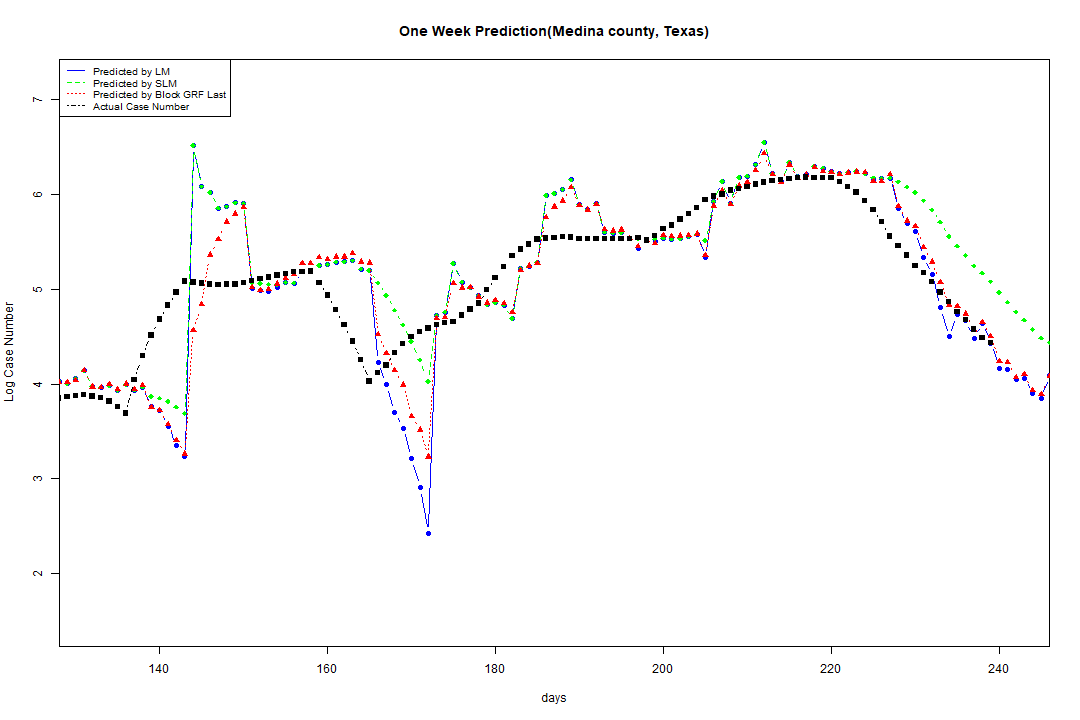 One Week Prediction(Medina county, Texas)
Predicted by LM
Predicted by SLM
Predicted by Block GRF Last
Actual Case Number
7
6
5
4
3
2
Log Case Number
140 160 180 200 220 240
days